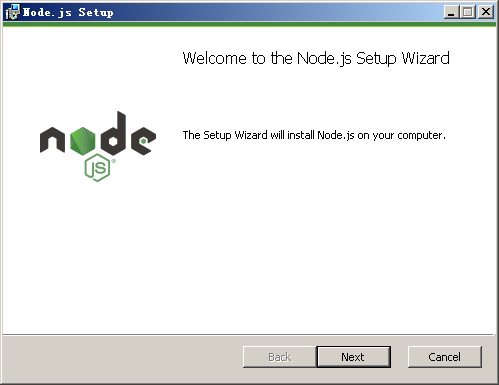 Node.js Setup
Welcome to the Node.js Setup Wizard
node
JS®
The Setup Wizard will install Node.js on your computer.
Back
Next
Cancel